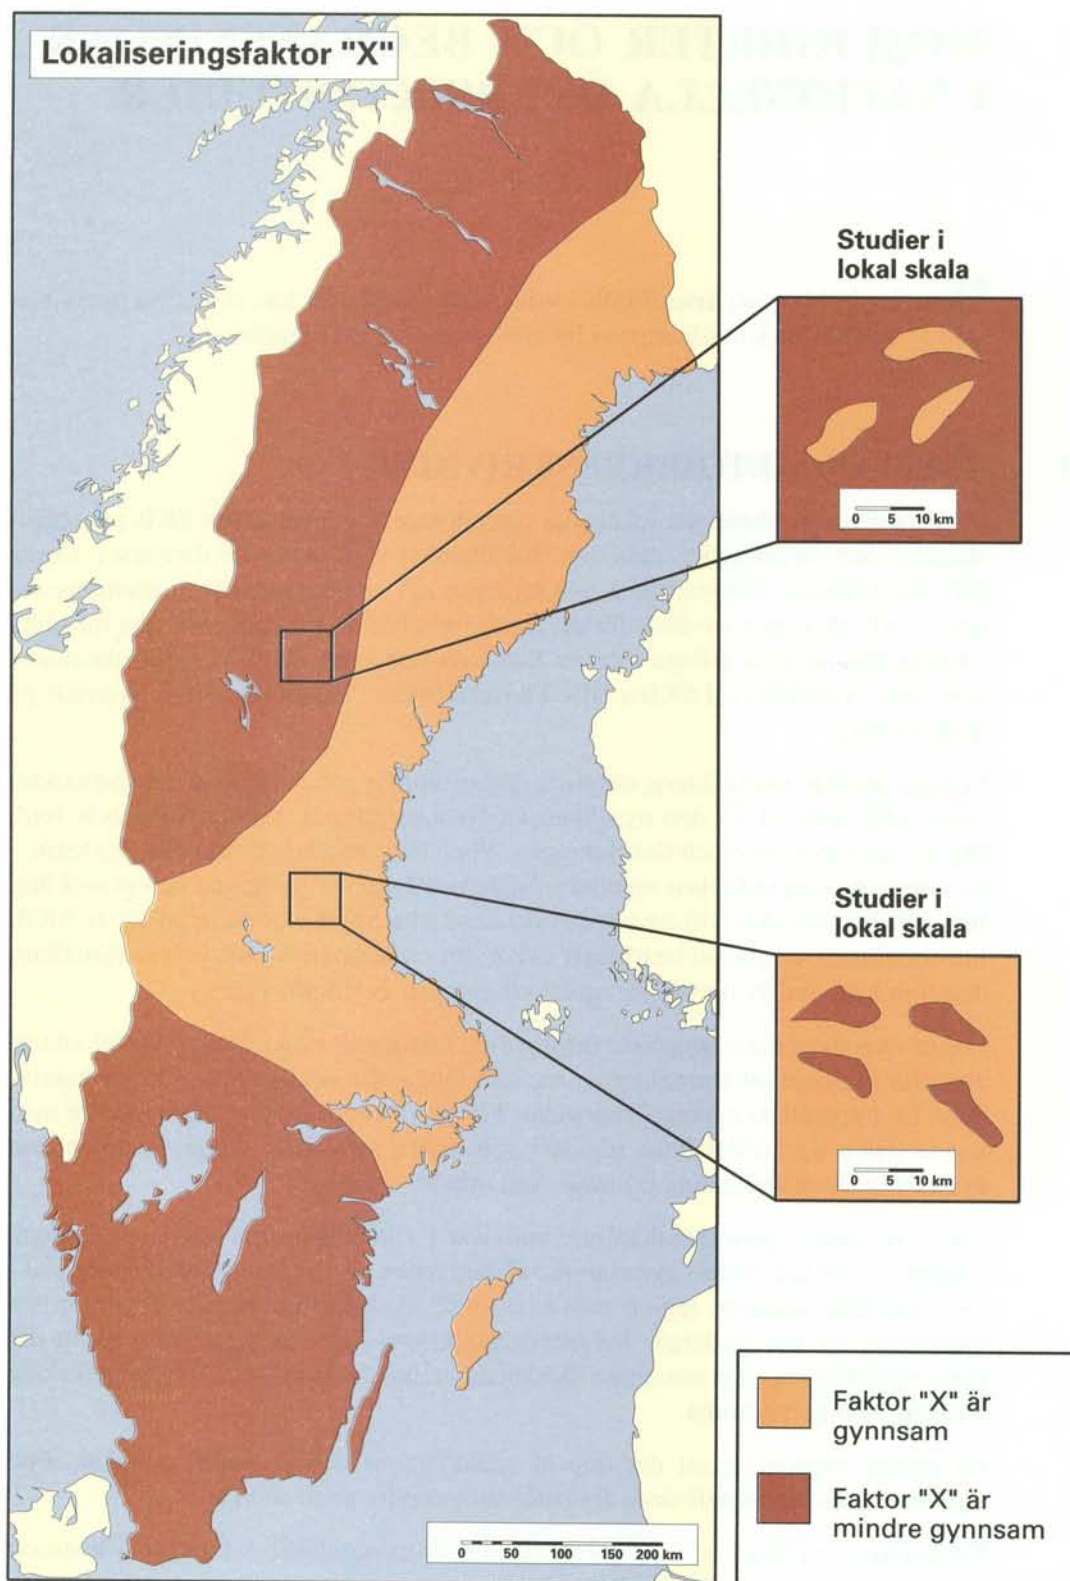 Lokaliseringsfaktor "X"
Studier i
lokal skala
0 5 10 km
Studier i
lokal skala
0 5 10 km
Faktor "X" är
gynnsam
Faktor "X" är
mindre gynnsam
0 50 100 150 200 km